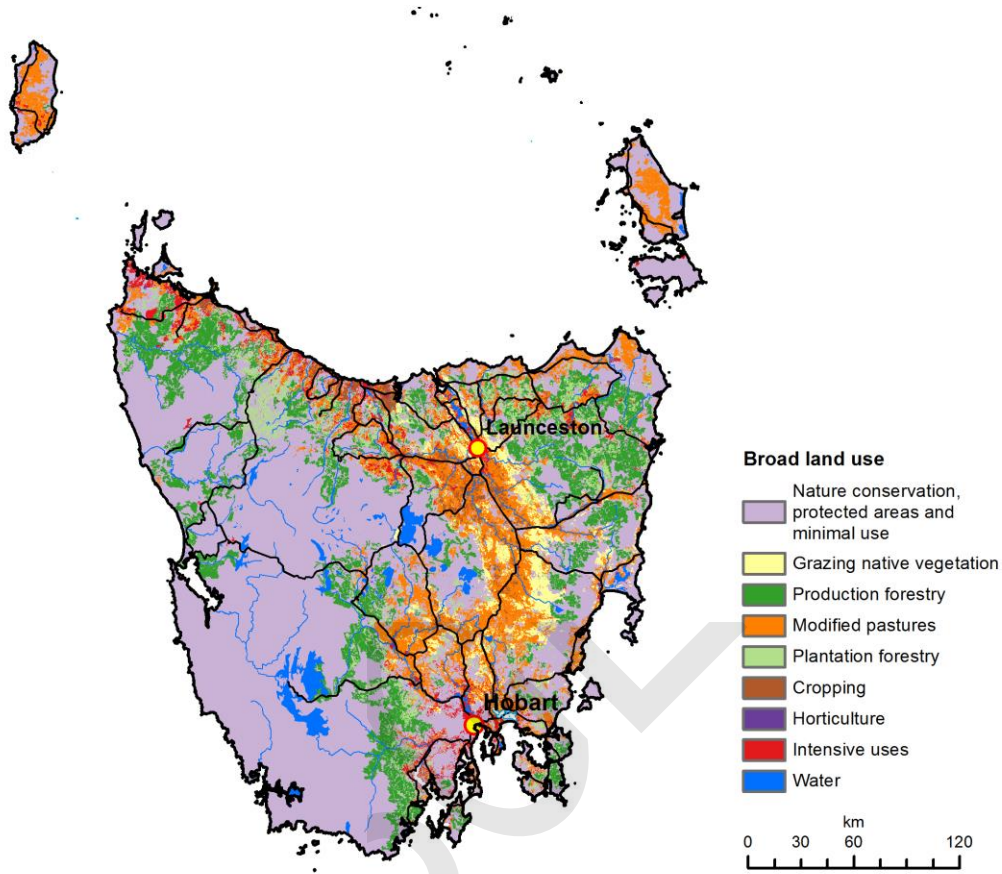 Launceston
Hobart
Broad land use
Nature conservation,
protected areas and
minimal use
Grazing native vegetation
Production forestry
Modified pastures
Plantation forestry
Cropping
Horticulture
Intensive uses
Water
km
0 30 60 120